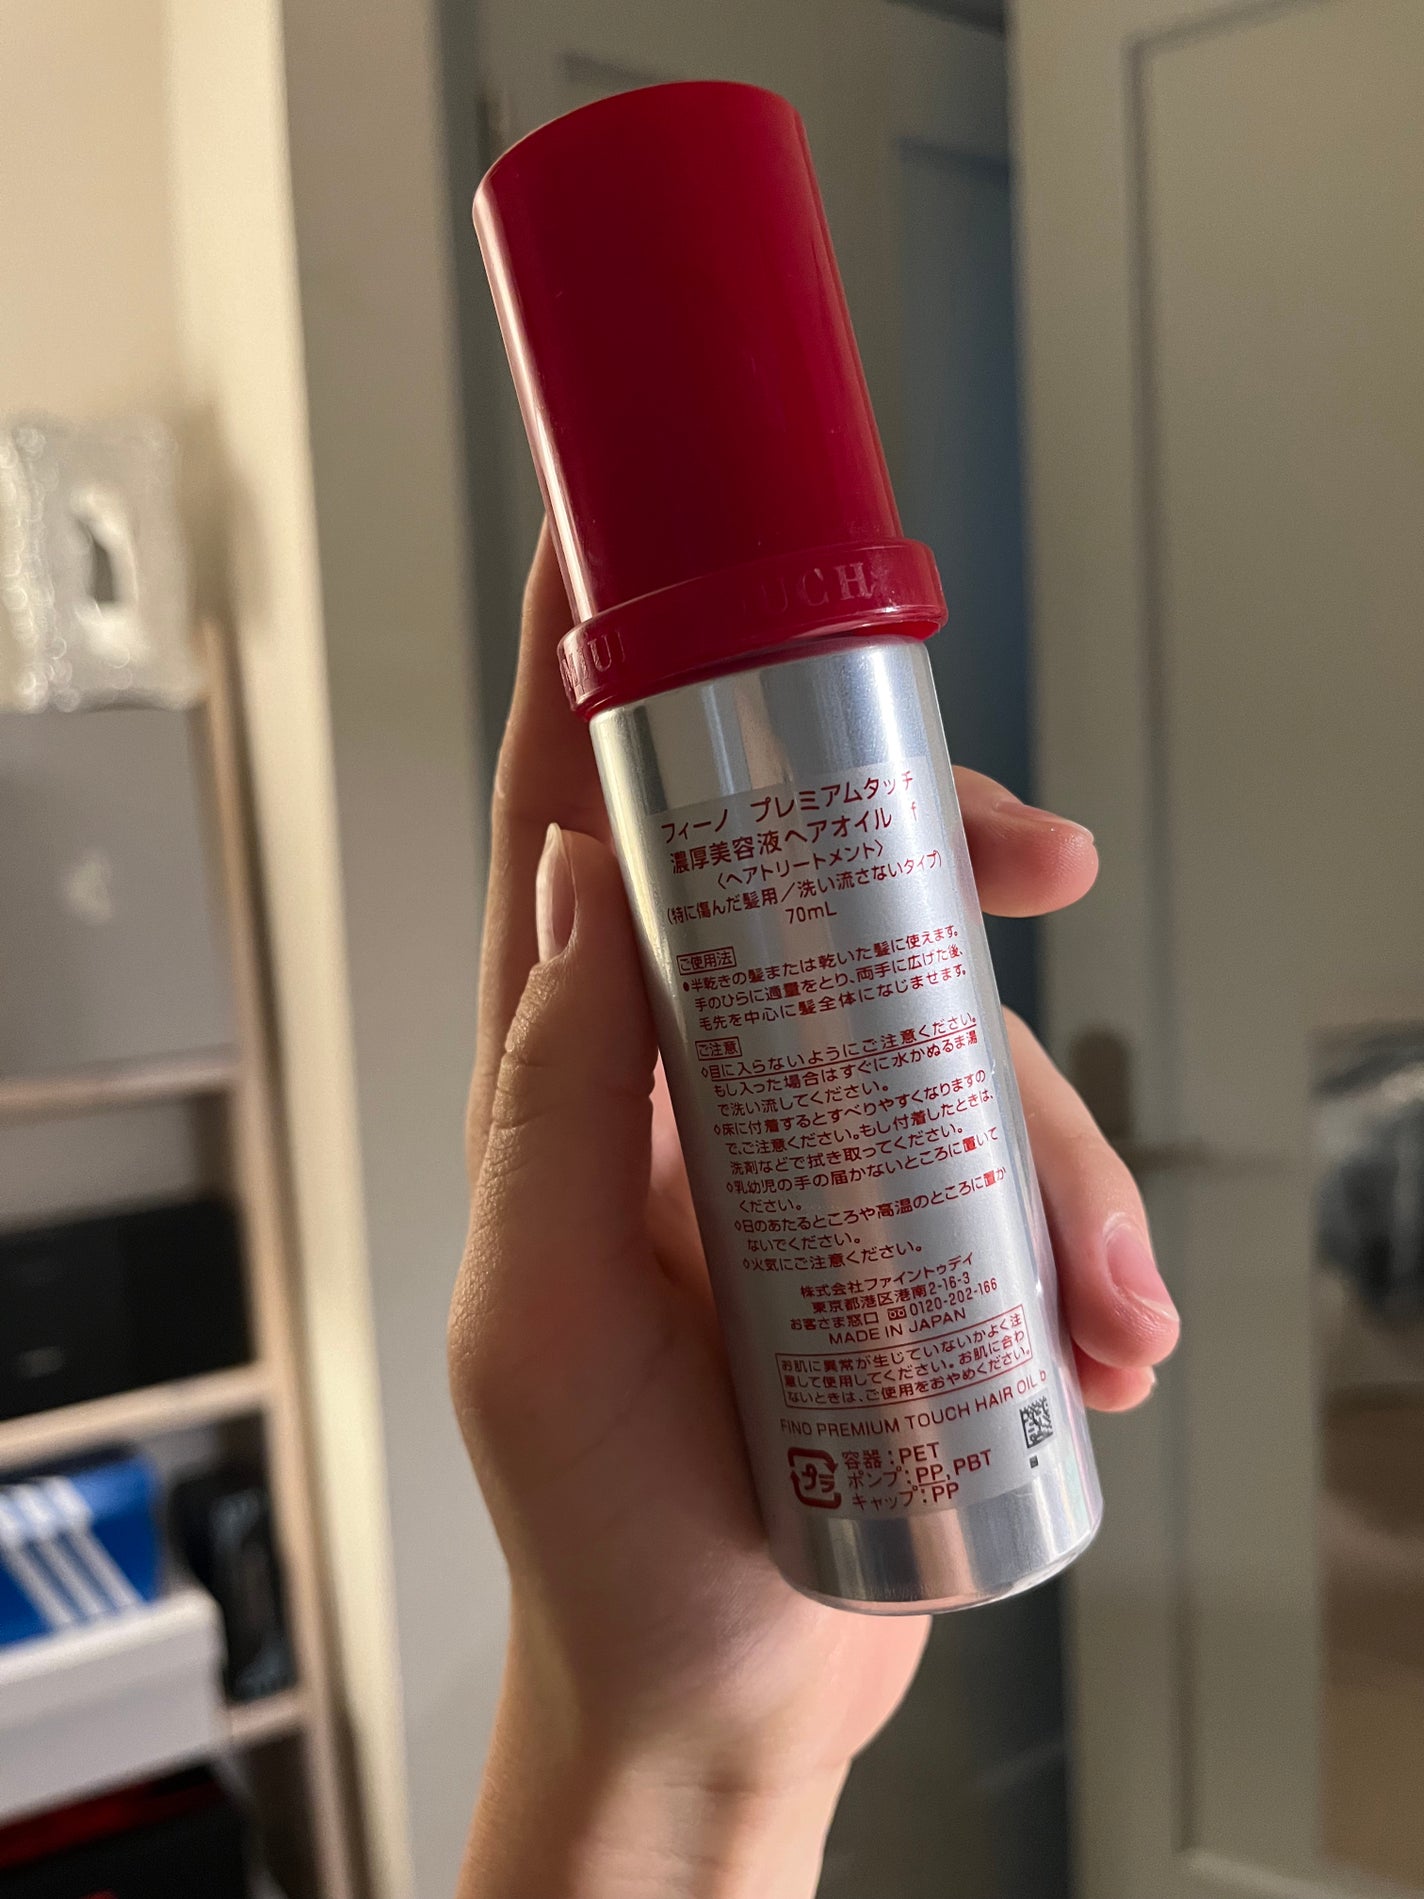 UCH
MIU
フィーノ プレミアムタッチ
濃厚美容液ヘアオイル f
〈ヘアトリートメント〉
(特に傷んだ髪用／洗い流さないタイプ)
70mL
ご使用法
●半乾きの髪または乾いた髪に使えます。
手のひらに適量をとり、両手に広げた後、
毛先を中心に髪全体になじませます。
ご注意
◇目に入らないようにご注意ください。
もし入った場合はすぐに水かぬるま湯
で洗い流してください。
◇床に付着するとすべりやすくなりますの
で、ご注意ください。もし付着したときは、
洗剤などで拭き取ってください。
◇乳幼児の手の届かないところに置いて
ください。
◇日のあたるところや高温のところに置か
ないでください。
◇火気にご注意ください。
株式会社ファイントゥデイ
東京都港区港南2-16-3
お客さま窓口 0120-202-166
MADE IN JAPAN
お肌に異常が生じていないかよく注
意して使用してください。お肌に合わ
ないときは、ご使用をおやめください。
FINO PREMIUM TOUCH HAIR OIL b
プラ
容器：PET
ポンプ：PP, PBT
キャップ：PP